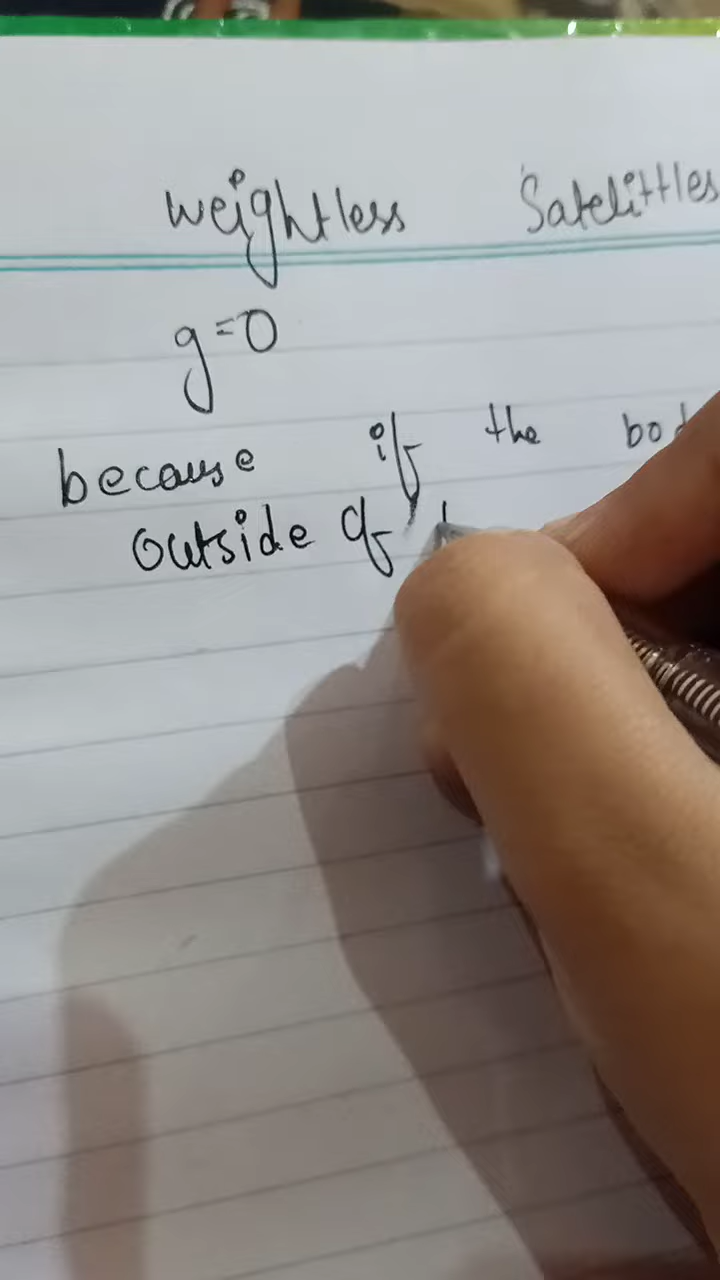 weightless Satelittles
g=0
because if the bod
outside of